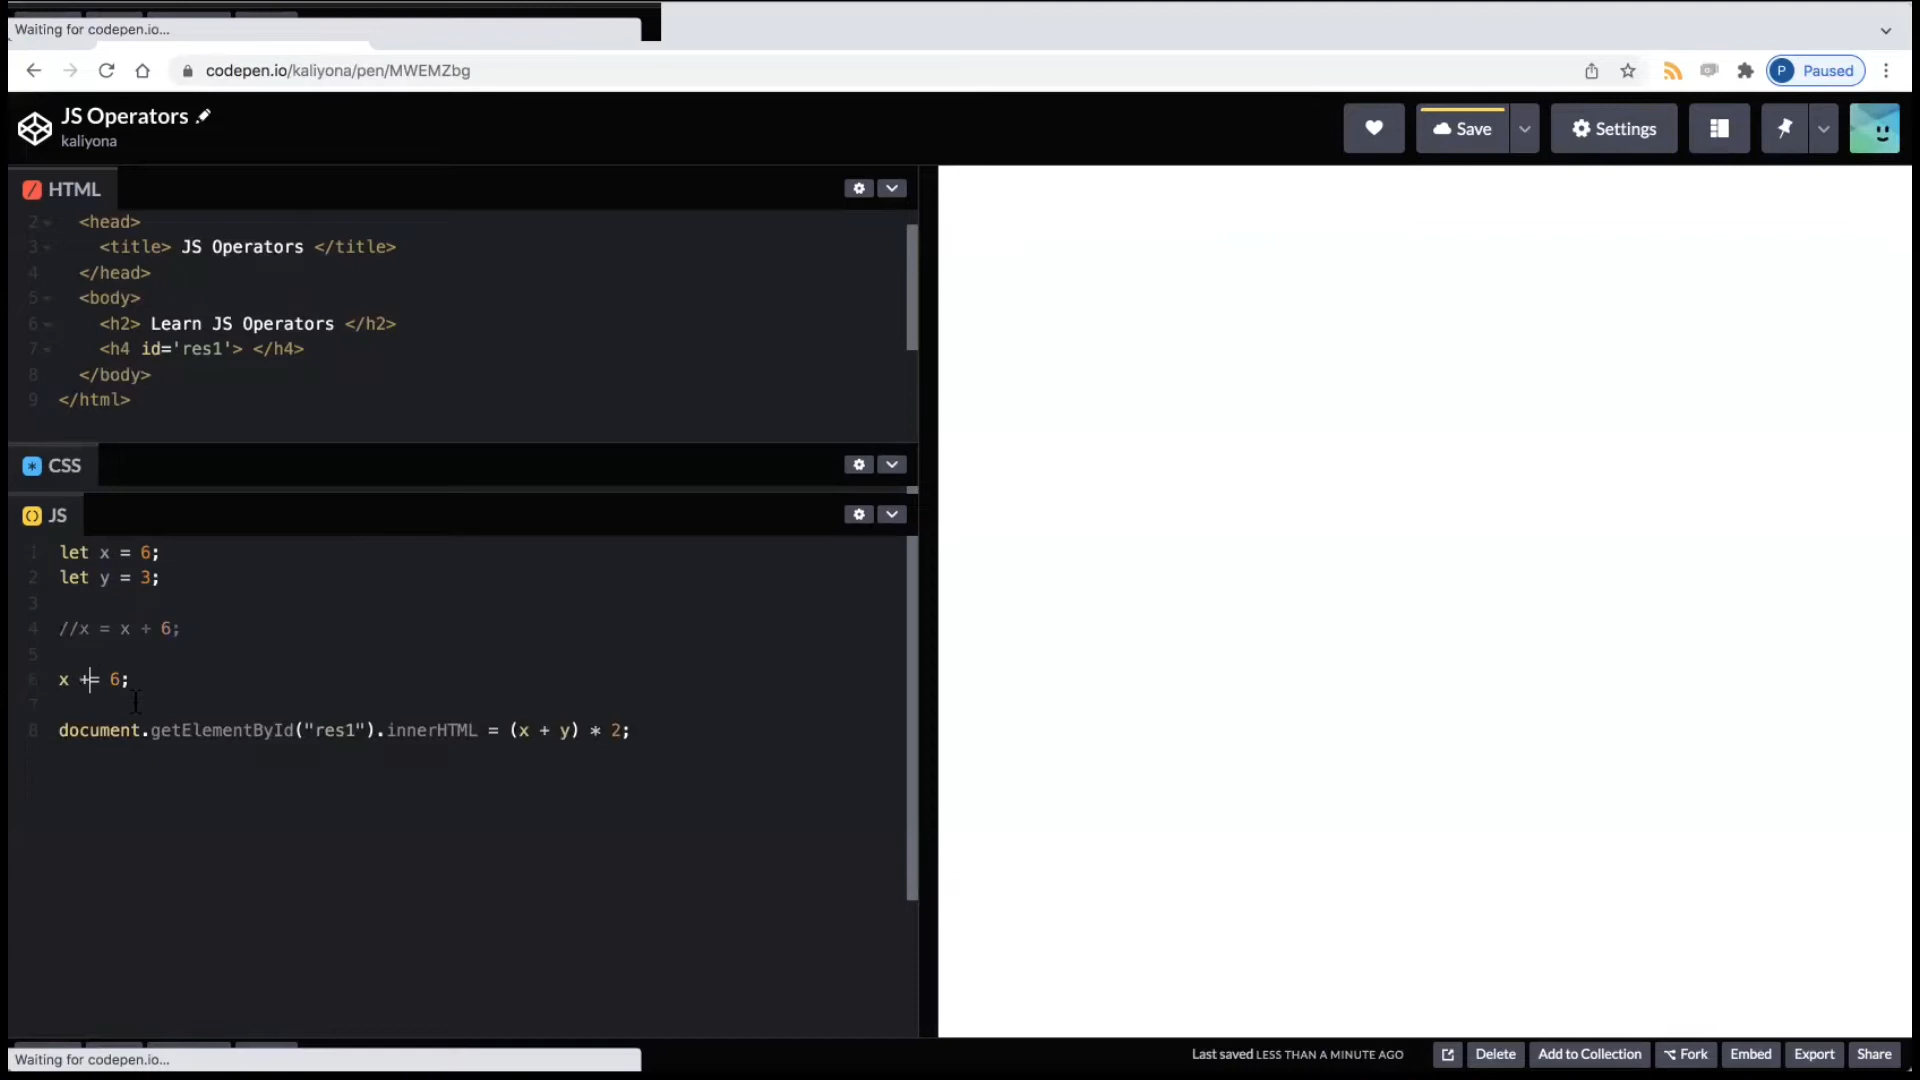 Waiting for codepen.io...
codepen.io/kaliyona/pen/MWEMZbg
P Paused
JS Operators
kaliyona
Save
Settings
HTML
2 <head>
3 <title> JS Operators </title>
4 </head>
5 <body>
6 <h2> Learn JS Operators </h2>
7 <h4 id='res1'> </h4>
8 </body>
9 </html>
CSS
JS
1 let x = 6;
2 let y = 3;
3
4 //x = x + 6;
5
6 x += 6;
7
8 document.getElementById("res1").innerHTML = (x + y) * 2;
Waiting for codepen.io...
Last saved LESS THAN A MINUTE AGO
Delete
Add to Collection
Fork
Embed
Export
Share